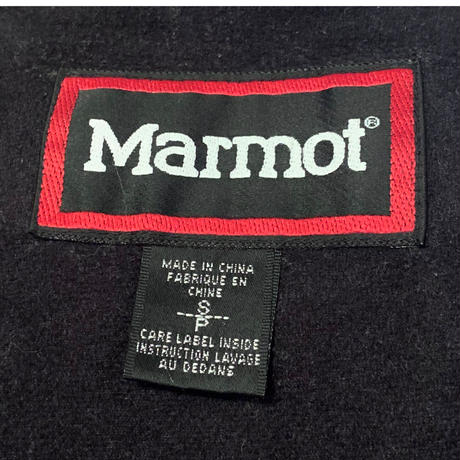 Marmot®
MADE IN CHINA
FABRIQUE EN
CHINE
S
P
CARE LABEL INSIDE
INSTRUCTION LAVAGE
AU DEDANS